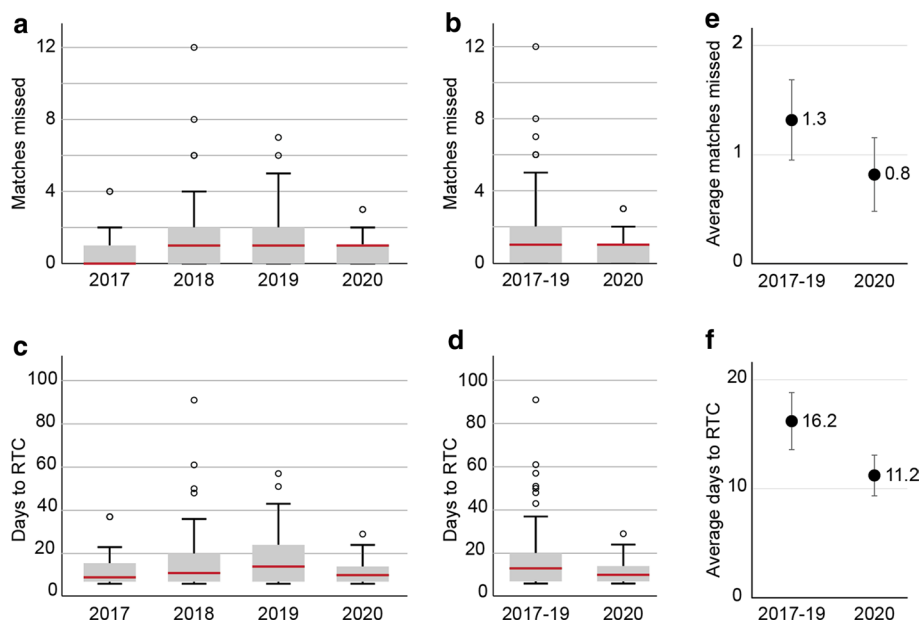 a
Matches missed
12
8
4
0
2017 2018 2019 2020
b
Matches missed
12
8
4
0
2017-19 2020
e
Average matches missed
2
1
0
1.3
0.8
2017-19 2020
c
Days to RTC
100
80
60
40
20
0
2017 2018 2019 2020
d
Days to RTC
100
80
60
40
20
0
2017-19 2020
f
Average days to RTC
20
10
0
16.2
11.2
2017-19 2020